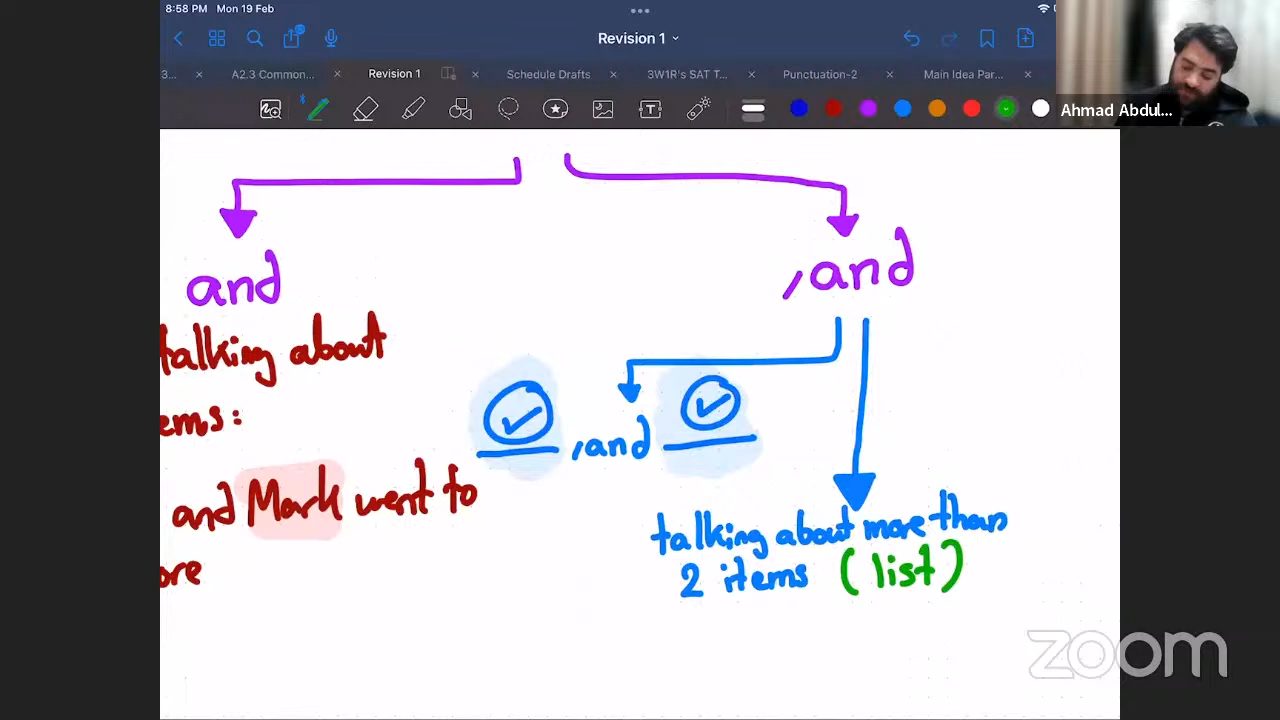 8:58 PM Mon 19 Feb
Revision 1
3...
A2.3 Common...
Revision 1
Schedule Drafts
3W1R's SAT T...
Punctuation-2
Main Idea Par...
Ahmad Abdul...
and
,and
talking about
ems:
and Mark went to
ore
,and
talking about more than
2 items (list)
zoom